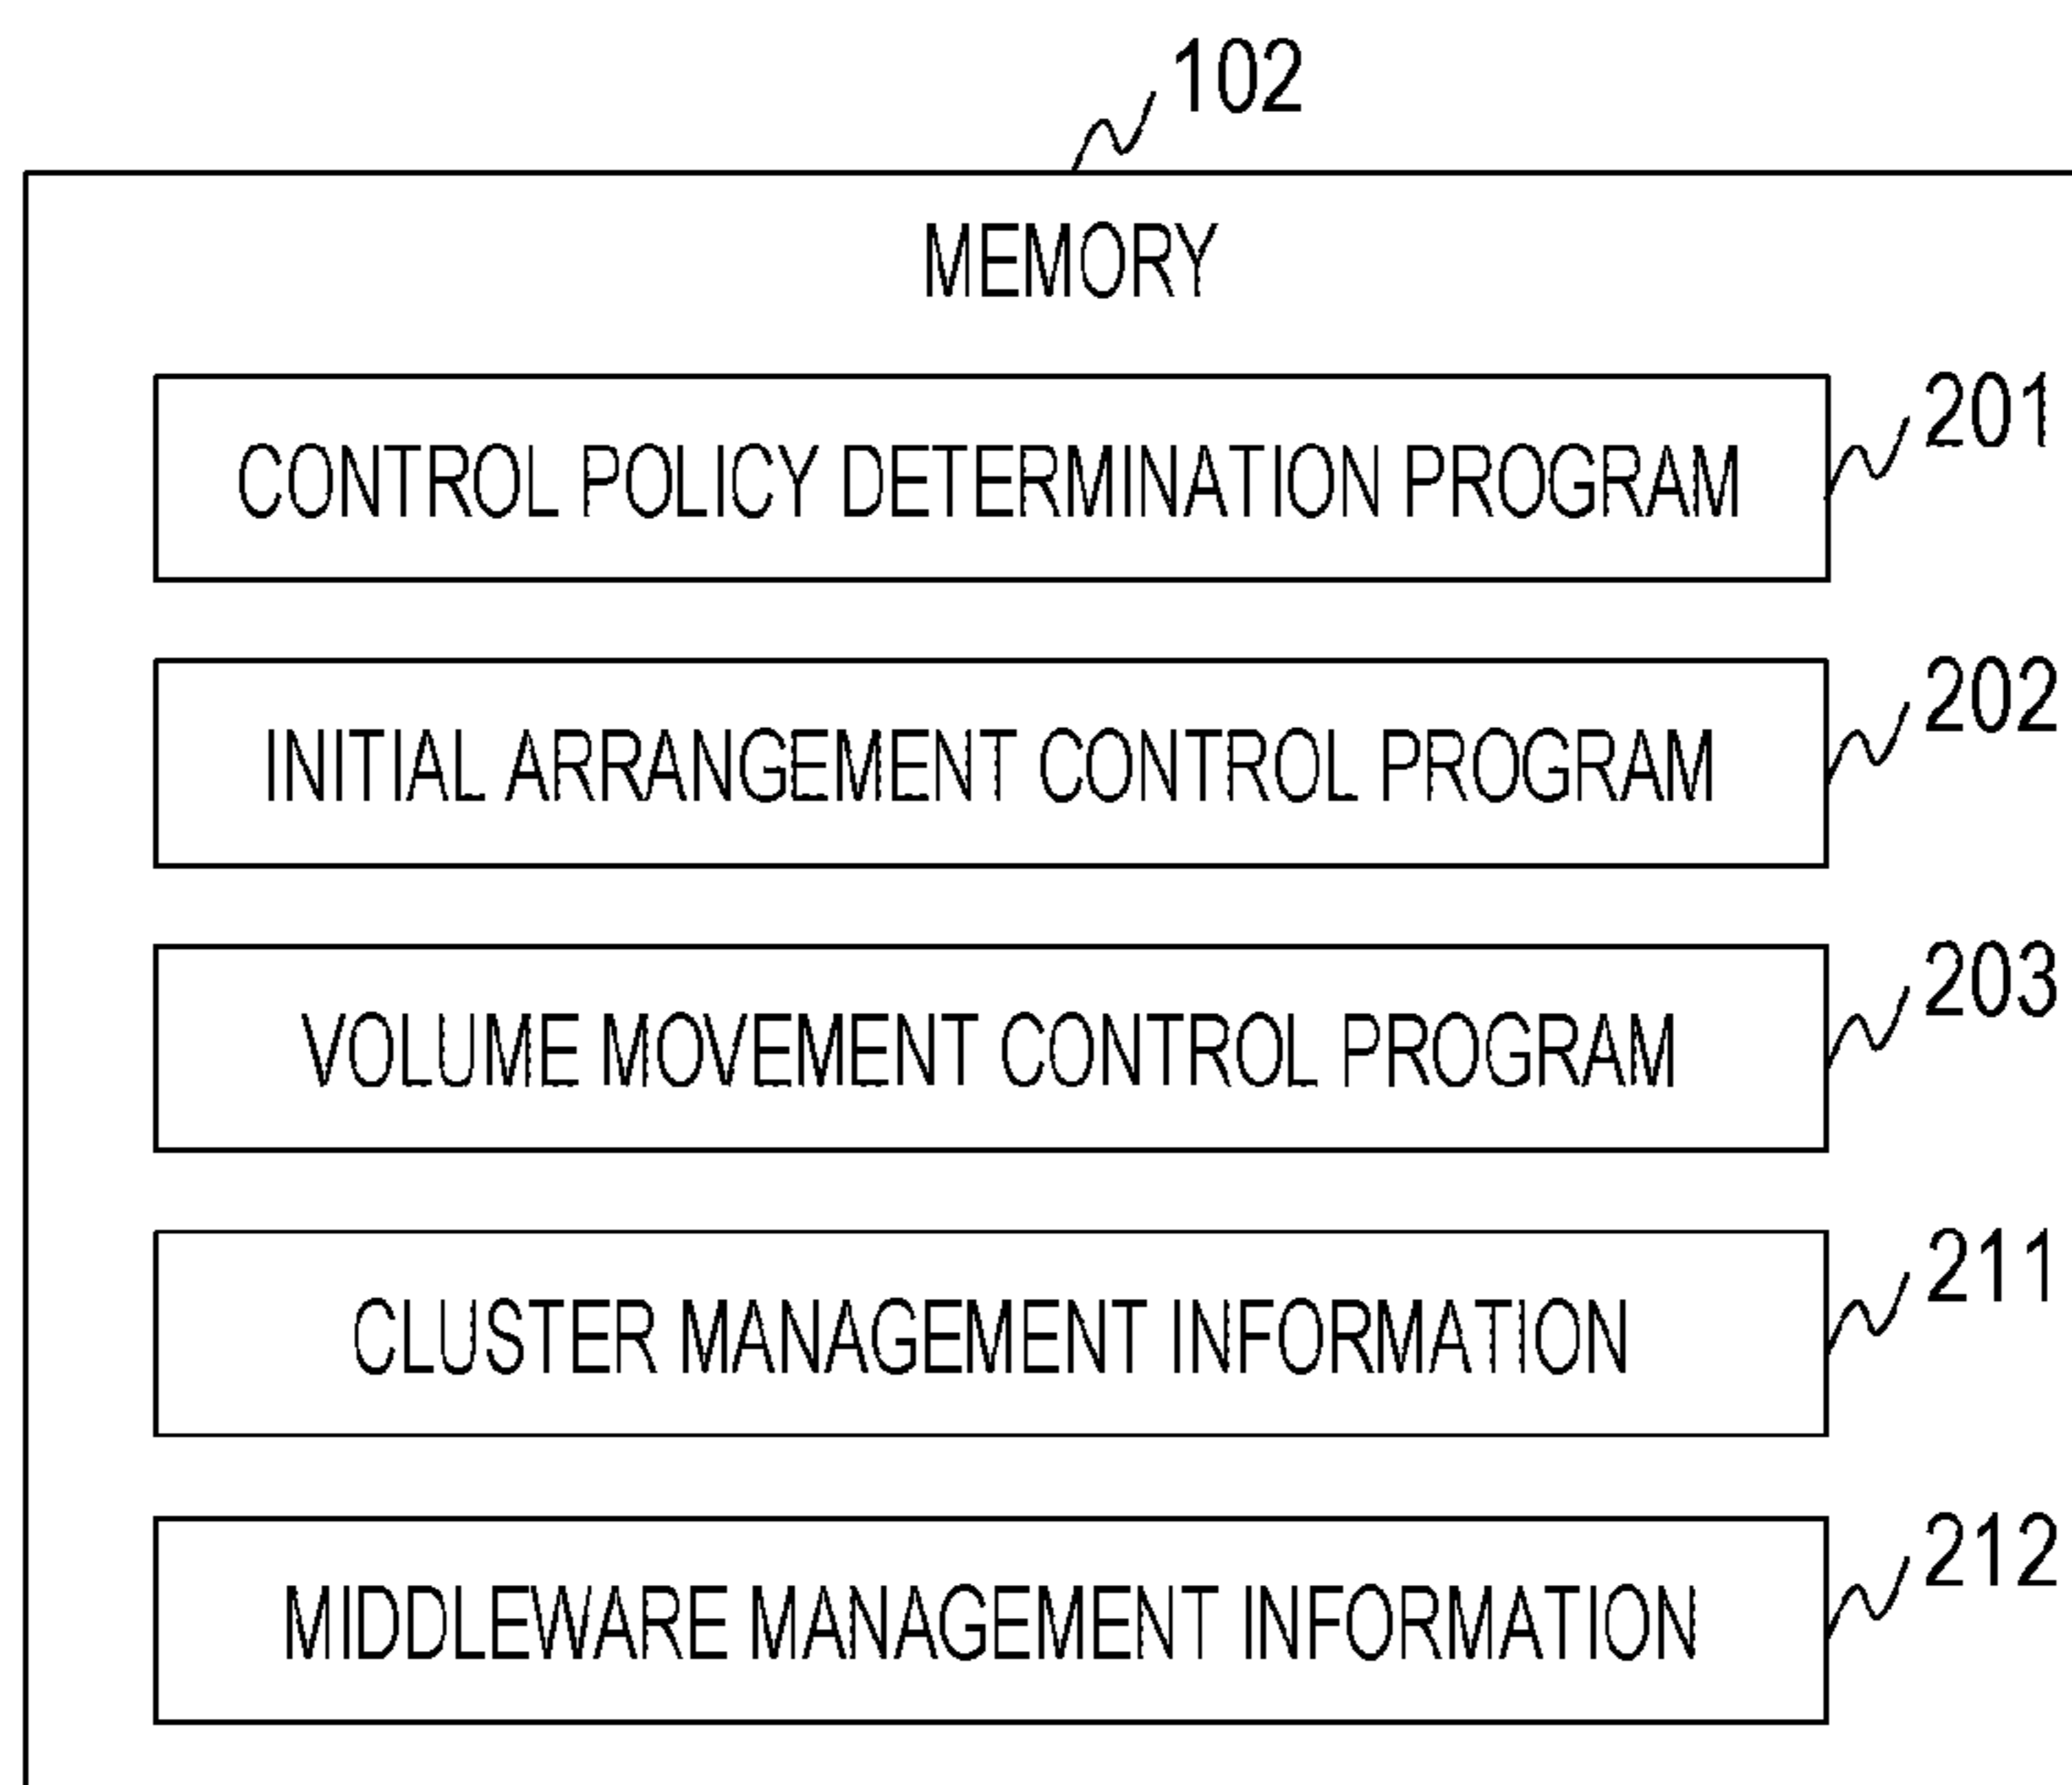 102
MEMORY
CONTROL POLICY DETERMINATION PROGRAM
201
INITIAL ARRANGEMENT CONTROL PROGRAM
202
VOLUME MOVEMENT CONTROL PROGRAM
203
CLUSTER MANAGEMENT INFORMATION
211
MIDDLEWARE MANAGEMENT INFORMATION
212